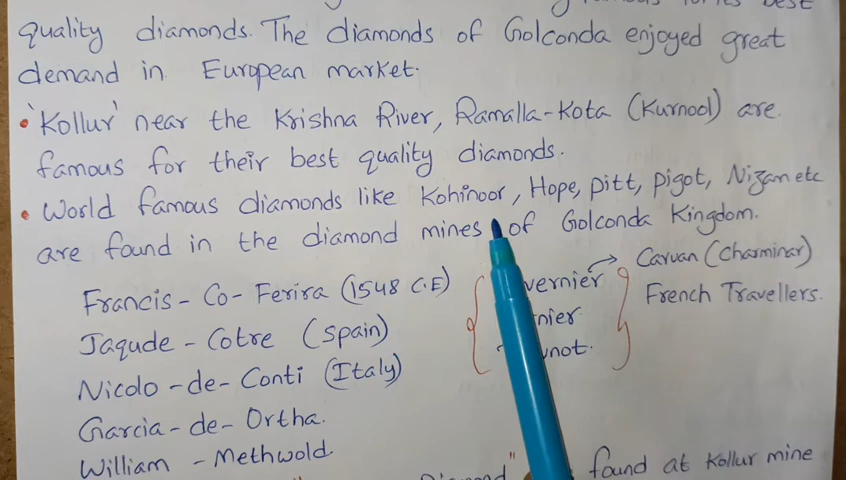 quality diamonds. The diamonds of Golconda enjoyed great
demand in European market.
• 'Kollur' near the Krishna River, Ramalla-Kota (Kurnool) are
famous for their best quality diamonds.
• World famous diamonds like Kohinoor, Hope, pitt, pigot, Nizam etc
are found in the diamond mines of Golconda Kingdom.
Francis - Co - Ferira (1548 C.E)
Jaqude - Cotre (Spain)
Nicolo - de - Conti (Italy)
Garcia - de - Ortha.
William - Methwold
vernier → Carvan (Charminar)
nier French Travellers.
not.
" found at Kollur mine